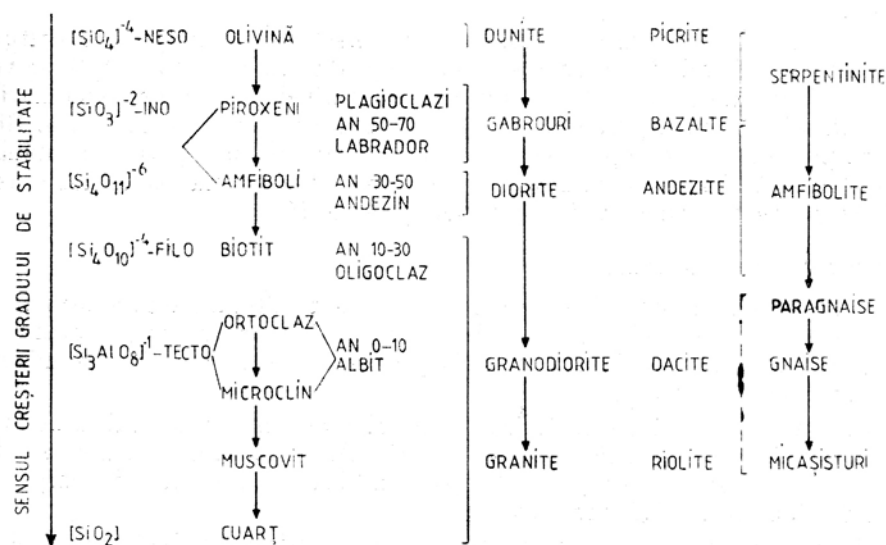 SENSUL CREȘTERII GRADULUI DE STABILITATE
[SiO4]-4-NESO OLIVINĂ DUNITE PICRITE
SERPENTINITE
[SiO3]-2-INO PIROXENI PLAGIOCLAZI
AN 50-70
LABRADOR
GABROURI BAZALTE
[Si4O11]-6 AMFIBOLI AN 30-50
ANDEZIN
DIORITE ANDEZITE AMFIBOLITE
[Si4O10]-4-FILO BIOTIT AN 10-30
OLIGOCLAZ
PARAGNAISE
ORTOCLAZ
[Si3AlO8]-1-TECTO AN 0-10
ALBIT
GRANODIORITE DACITE GNAISE
MICROCLIN
MUSCOVIT GRANITE RIOLITE MICAȘISTURI
[SiO2] CUARȚ